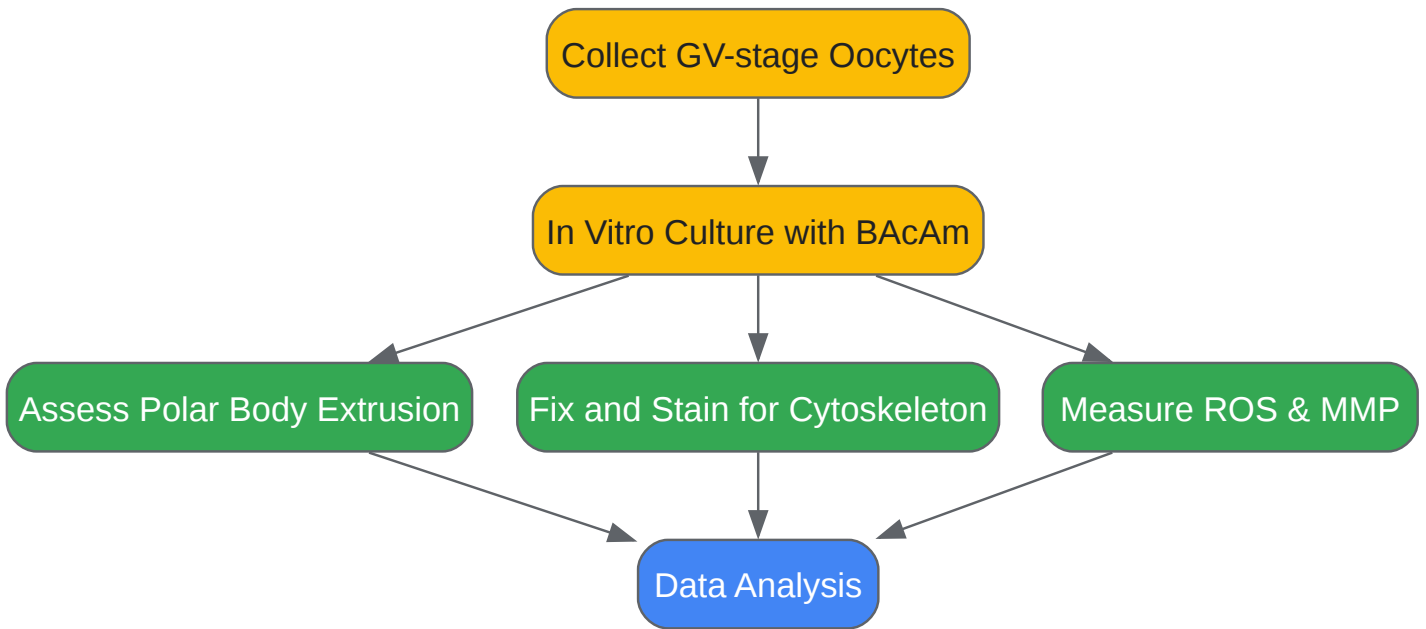 Collect GV-stage Oocytes
In Vitro Culture with BAcAm
Assess Polar Body Extrusion
Fix and Stain for Cytoskeleton
Measure ROS & MMP
Data Analysis